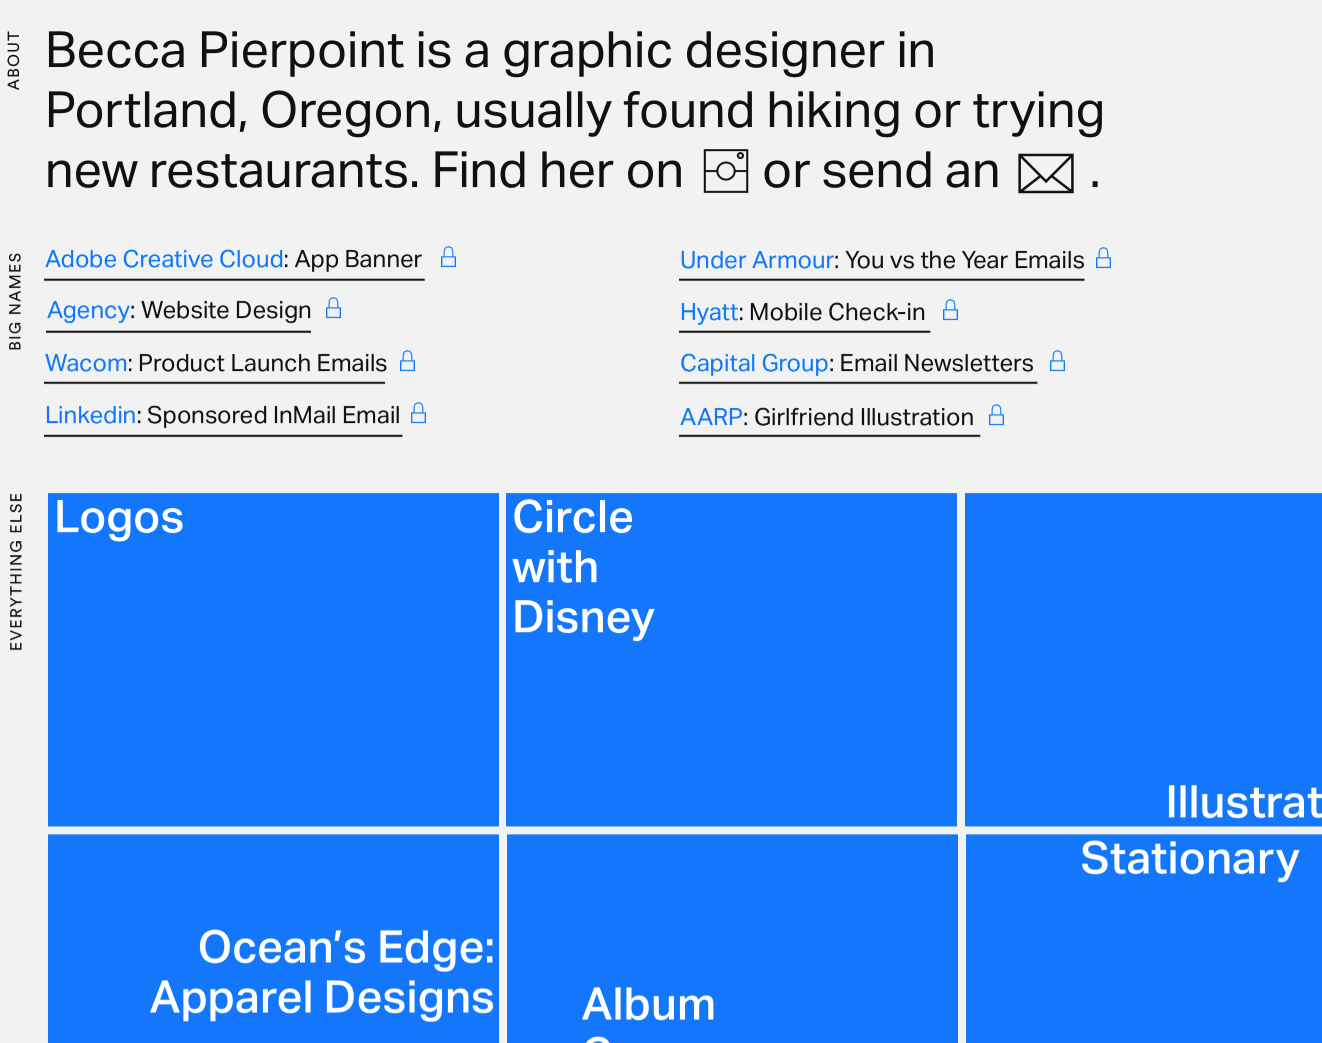 ABOUT
Becca Pierpoint is a graphic designer in
Portland, Oregon, usually found hiking or trying
new restaurants. Find her on or send an .
BIG NAMES
Adobe Creative Cloud: App Banner
Agency: Website Design
Wacom: Product Launch Emails
Linkedin: Sponsored InMail Email
Under Armour: You vs the Year Emails
Hyatt: Mobile Check-in
Capital Group: Email Newsletters
AARP: Girlfriend Illustration
EVERYTHING ELSE
Logos
Circle
with
Disney
Illustrat
Stationary
Ocean’s Edge:
Apparel Designs
Album